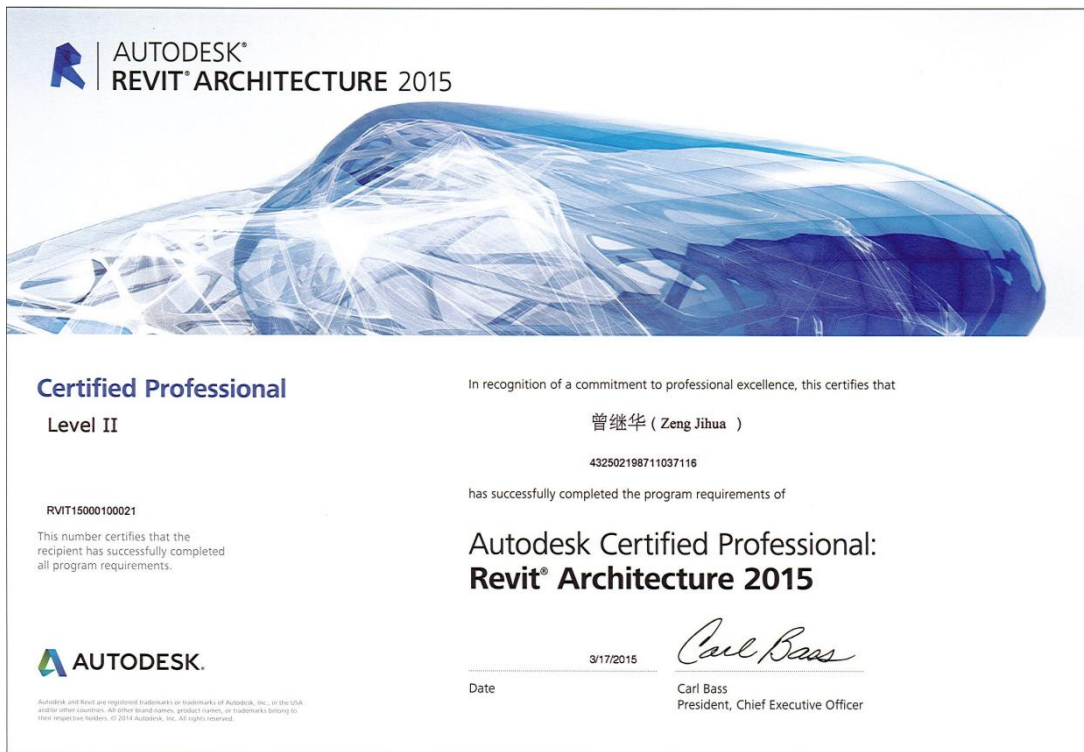 AUTODESK®
REVIT® ARCHITECTURE 2015
Certified Professional
Level II
RVIT15000100021
This number certifies that the
recipient has successfully completed
all program requirements.
AUTODESK.
Autodesk and Revit are registered trademarks or trademarks of Autodesk, Inc., in the USA
and/or other countries. All other brand names, product names, or trademarks belong to
their respective holders. © 2014 Autodesk, Inc. All rights reserved.
In recognition of a commitment to professional excellence, this certifies that
曾继华 ( Zeng Jihua )
432502198711037116
has successfully completed the program requirements of
Autodesk Certified Professional:
Revit® Architecture 2015
3/17/2015
Carl Bass
Date
Carl Bass
President, Chief Executive Officer